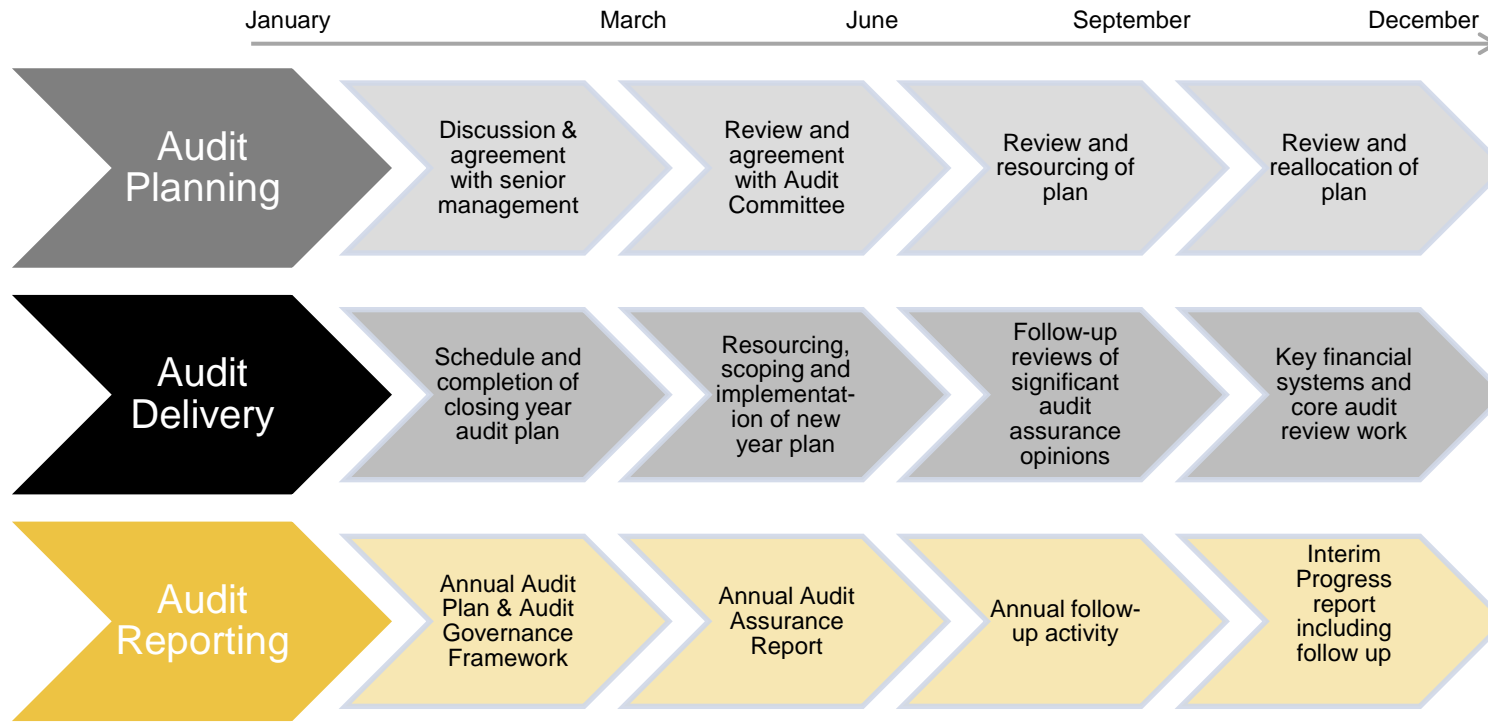 January March June September December
Audit
Planning
Discussion &
agreement
with senior
management
Review and
agreement
with Audit
Committee
Review and
resourcing of
plan
Review and
reallocation of
plan
Audit
Delivery
Schedule and
completion of
closing year
audit plan
Resourcing,
scoping and
implementat-
ion of new
year plan
Follow-up
reviews of
significant
audit
assurance
opinions
Key financial
systems and
core audit
review work
Audit
Reporting
Annual Audit
Plan & Audit
Governance
Framework
Annual Audit
Assurance
Report
Annual follow-
up activity
Interim
Progress
report
including
follow up